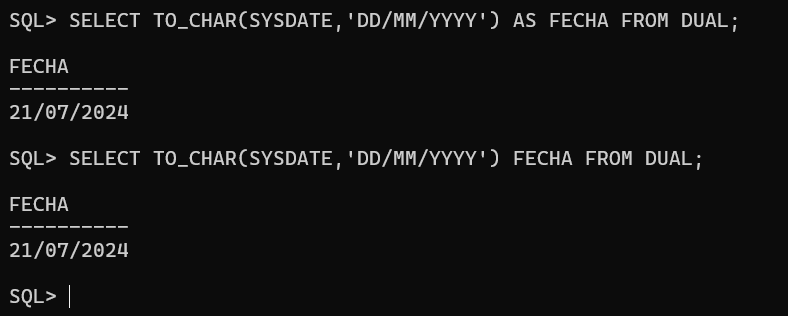 SQL> SELECT TO_CHAR(SYSDATE,'DD/MM/YYYY') AS FECHA FROM DUAL;
FECHA
----------
21/07/2024
SQL> SELECT TO_CHAR(SYSDATE,'DD/MM/YYYY') FECHA FROM DUAL;
FECHA
----------
21/07/2024
SQL>